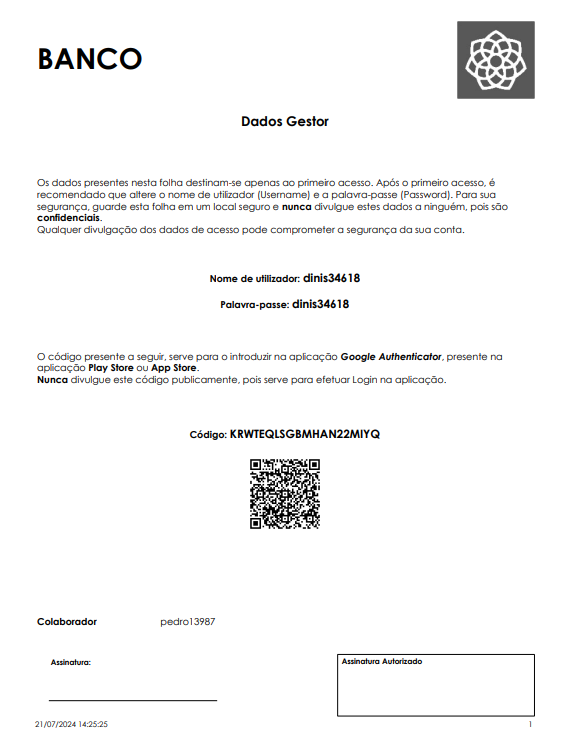 BANCO
Dados Gestor
Os dados presentes nesta folha destinam-se apenas ao primeiro acesso. Após o primeiro acesso, é
recomendado que altere o nome de utilizador (Username) e a palavra-passe (Password). Para sua
segurança, guarde esta folha em um local seguro e nunca divulgue estes dados a ninguém, pois são
confidenciais.
Qualquer divulgação dos dados de acesso pode comprometer a segurança da sua conta.
Nome de utilizador: dinis34618
Palavra-passe: dinis34618
O código presente a seguir, serve para o introduzir na aplicação Google Authenticator, presente na
aplicação Play Store ou App Store.
Nunca divulgue este código publicamente, pois serve para efetuar Login na aplicação.
Código: KRWTEQLSGBMHAN22MIYQ
Colaborador pedro13987
Assinatura:
Assinatura Autorizado
21/07/2024 14:25:25 1